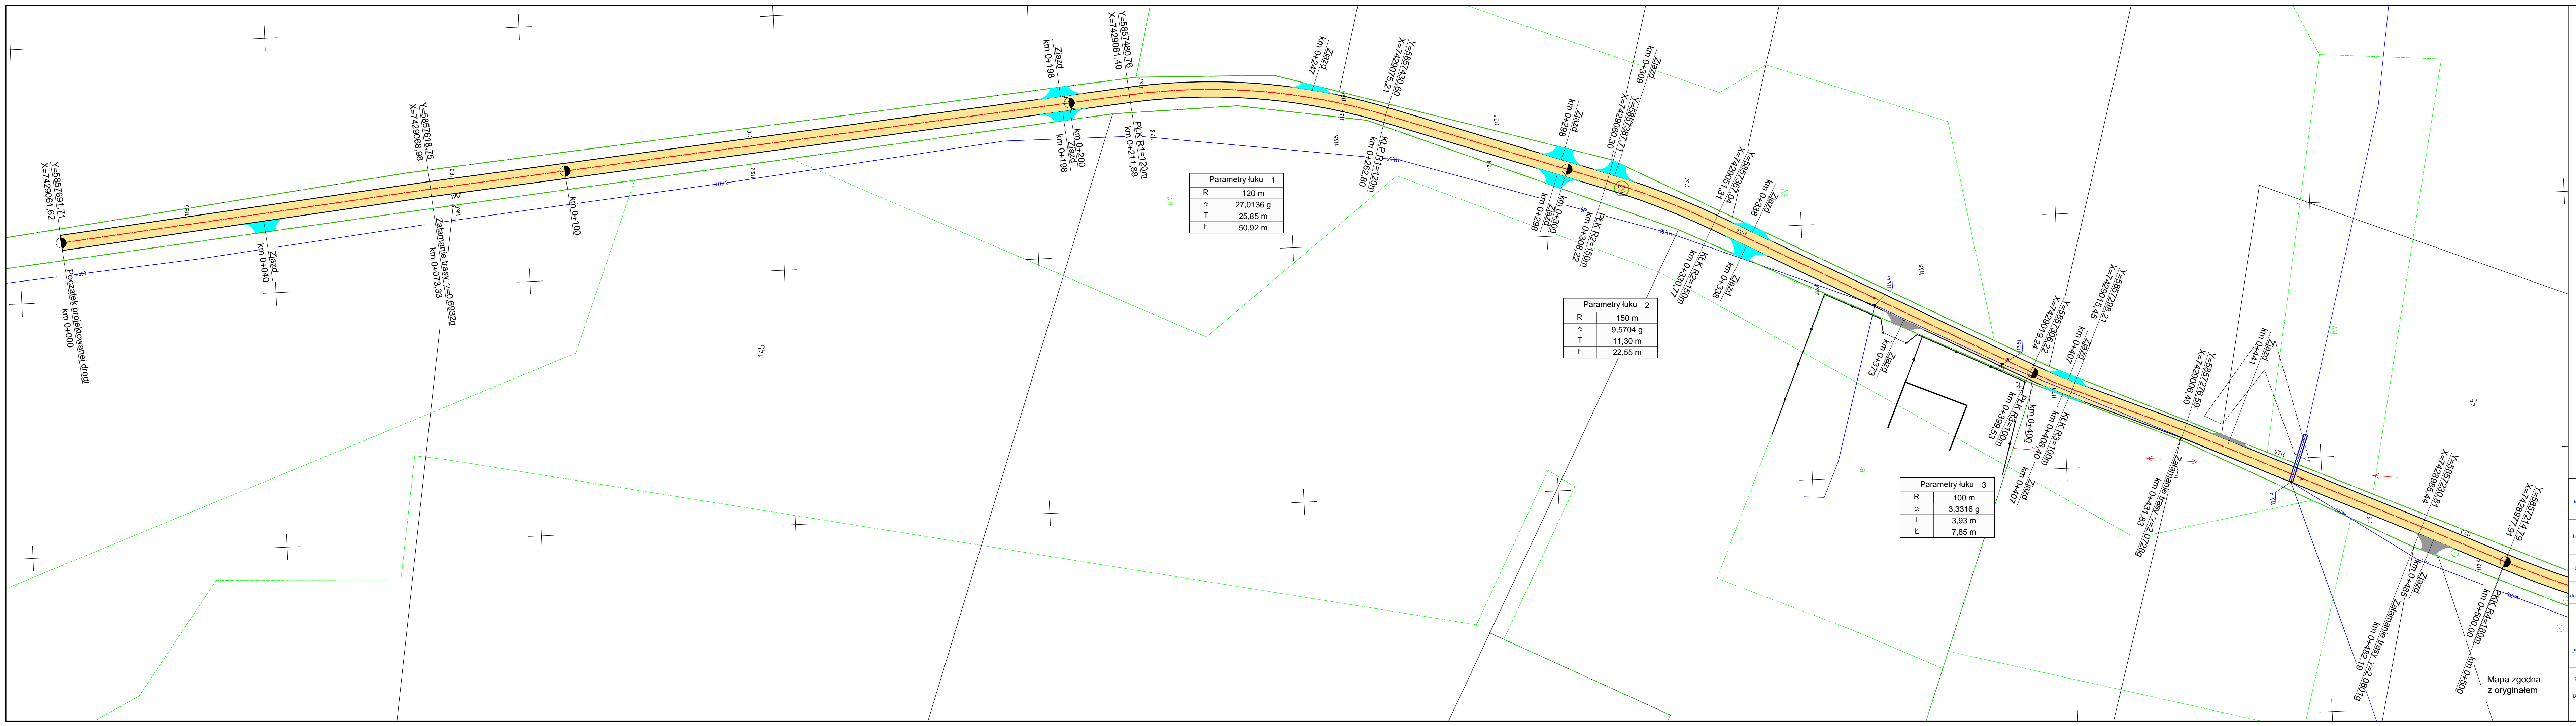 Y=5857691,71
X=7429061,62
Początek projektowanej drogi
km 0+000
Zjazd
km 0+040
Y=5857618,75
X=7429068,98
Załamanie trasy γ=0,6932g
km 0+073,33
km 0+100
145
Zjazd
km 0+198
km 0+200
Zjazd
km 0+198
Y=5857480,76
X=7429081,40
PŁK R1=120m
km 0+211,88
RV
Parametry łuku 1
R 120 m
α 27,0136 g
T 25,85 m
Ł 50,92 m
Zjazd
km 0+247
Y=5857430,60
X=7429075,21
KŁP R1=120m
km 0+262,80
Zjazd
km 0+298
km 0+300
Zjazd
km 0+298
Zjazd
km 0+309
Y=5857387,71
X=7429060,30
PŁK R2=150m
km 0+308,22
Y=5857367,04
X=7429051,31
KŁK R2=150m
km 0+330,77
Zjazd
km 0+338
Zjazd
km 0+338
RV
Parametry łuku 2
R 150 m
α 9,5704 g
T 11,30 m
Ł 22,55 m
Zjazd
km 0+373
Y=5857306,22
X=7429019,24
PŁK R3=100m
km 0+399,53
km 0+400
Zjazd
km 0+407
Y=5857298,21
X=7429015,45
KŁK R3=100m
km 0+408,40
Zjazd
km 0+407
Parametry łuku 3
R 100 m
α 3,3316 g
T 3,93 m
Ł 7,85 m
Y=5857276,59
X=7429006,40
Załamanie trasy γ=2,0728g
km 0+431,83
Zjazd
km 0+441
RV
45
Y=5857230,81
X=7428985,44
Załamanie trasy γ=2,0801g
km 0+482,19
Zjazd
km 0+485
Y=5857214,79
X=7428977,91
PKK R4=180m
km 0+500,00
km 0+500
Mapa zgodna
z oryginałem